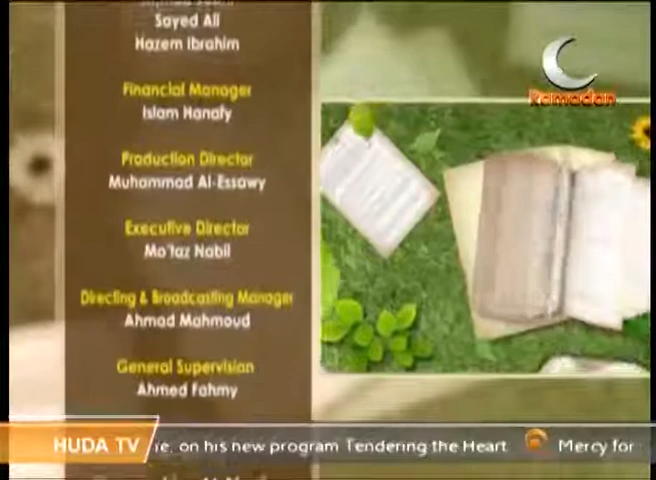 Sayed Ali
Hazem Ibrahim
Financial Manager
Islam Hanafy
Production Director
Muhammad Al-Essawy
Executive Director
Mo'taz Nabil
Directing & Broadcasting Manager
Ahmad Mahmoud
General Supervision
Ahmed Fahmy
Ramadan
HUDA TV
on his new program Tendering the Heart
Mercy for